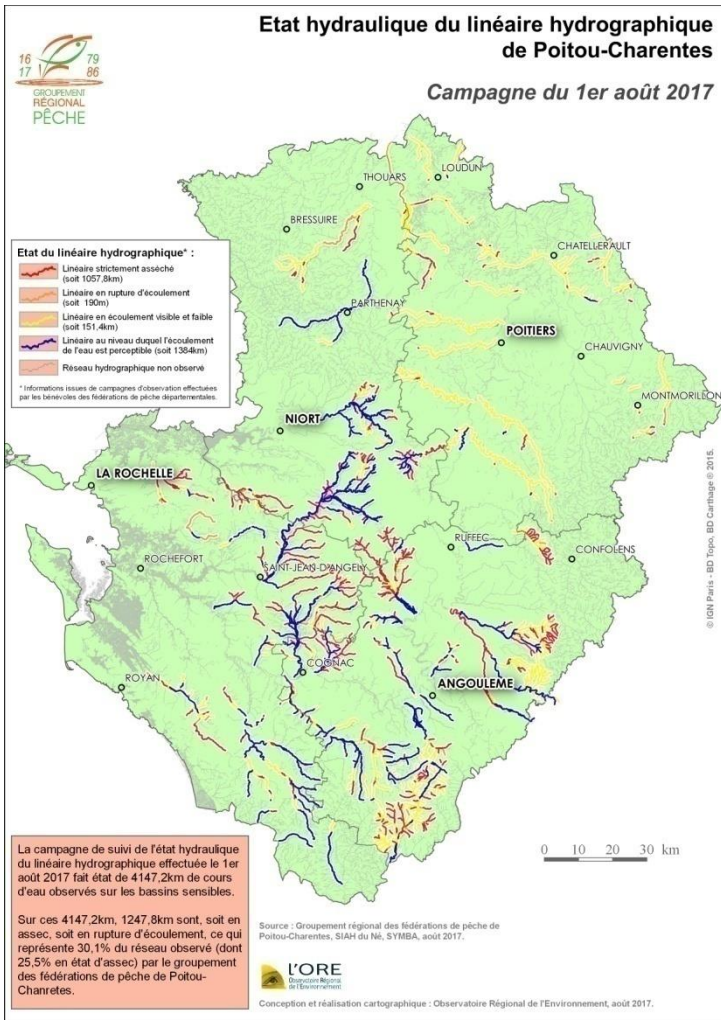 Etat hydraulique du linéaire hydrographique
de Poitou-Charentes
Campagne du 1er août 2017
16 79
17 86
GROUPEMENT
RÉGIONAL
PÊCHE
THOUARS
LOUDUN
BRESSUIRE
CHATELLERAULT
PARTHENAY
POITIERS
CHAUVIGNY
MONTMORILLON
NIORT
LA ROCHELLE
ROCHEFORT
SAINT-JEAN-D'ANGELY
RUFFEC
CONFOLENS
COGNAC
ROYAN
ANGOULEME
Etat du linéaire hydrographique* :
Linéaire strictement asséché
(soit 1057,8km)
Linéaire en rupture d'écoulement
(soit 190m)
Linéaire en écoulement visible et faible
(soit 151,4km)
Linéaire au niveau duquel l'écoulement
de l'eau est perceptible (soit 1384km)
Réseau hydrographique non observé
* Informations issues de campagnes d'observation effectuées
par les bénévoles des fédérations de pêche départementales.
© IGN Paris - BD Topo, BD Carthage ® 2015.
0 10 20 30 km
La campagne de suivi de l'état hydraulique
du linéaire hydrographique effectuée le 1er
août 2017 fait état de 4147,2km de cours
d'eau observés sur les bassins sensibles.
Sur ces 4147,2km, 1247,8km sont, soit en
assec, soit en rupture d'écoulement, ce qui
représente 30,1% du réseau observé (dont
25,5% en état d'assec) par le groupement
des fédérations de pêche de Poitou-
Chanretes.
Source : Groupement régional des fédérations de pêche de
Poitou-Charentes, SIAH du Né, SYMBA, août 2017.
L'ORE
Observatoire Régional
de l'Environnement
Conception et réalisation cartographique : Observatoire Régional de l'Environnement, août 2017.